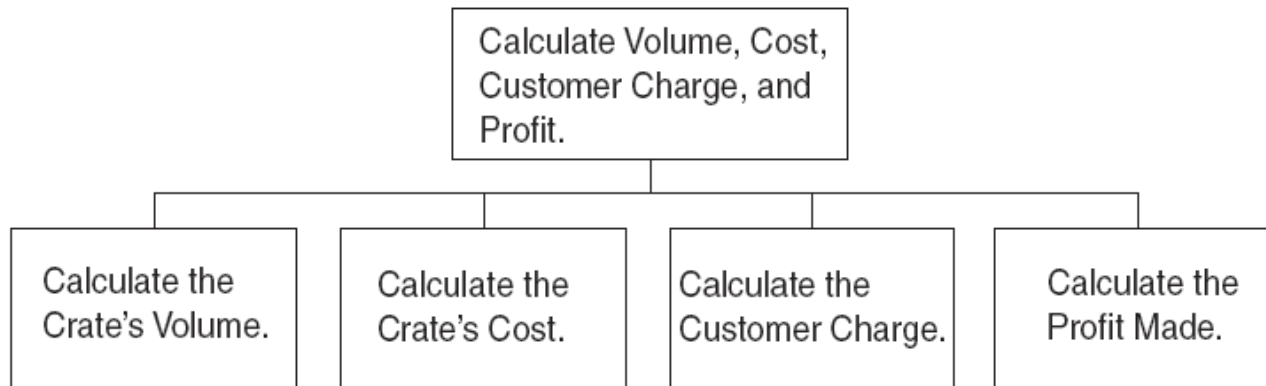 Calculate Volume, Cost,
Customer Charge, and
Profit.
Calculate the
Crate’s Volume.
Calculate the
Crate’s Cost.
Calculate the
Customer Charge.
Calculate the
Profit Made.